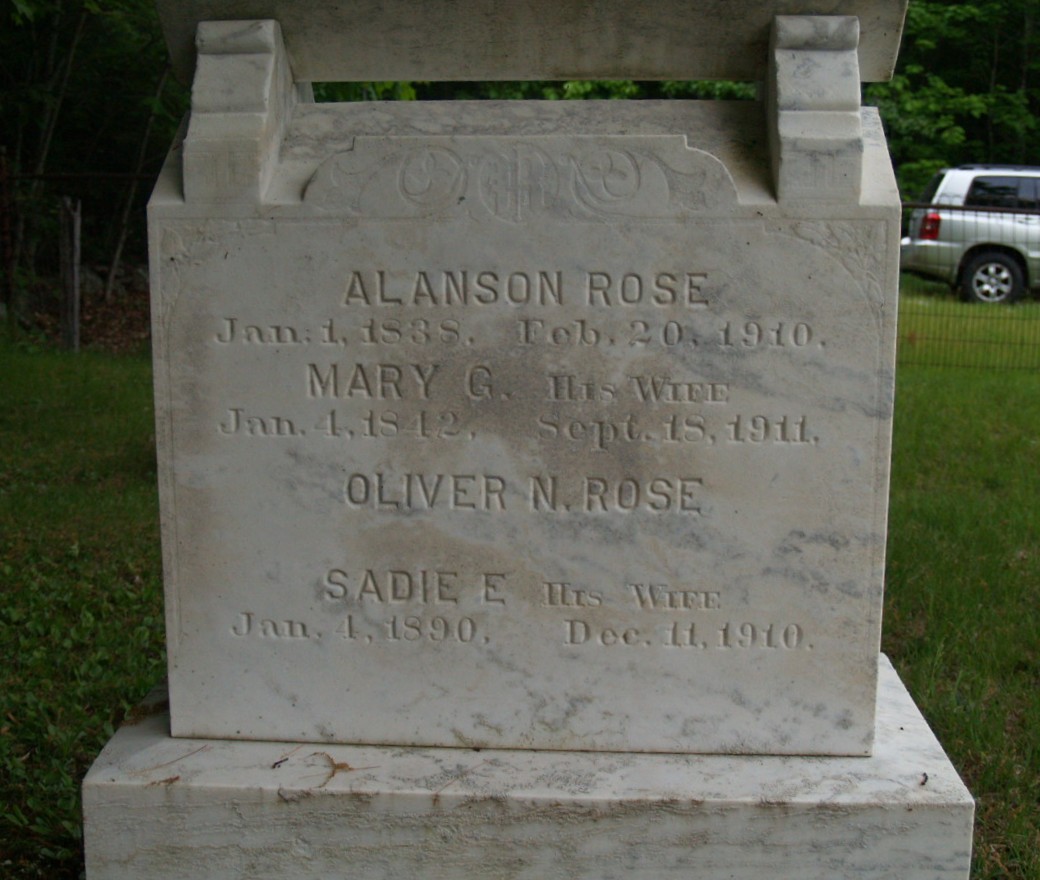 ALANSON ROSE
Jan. 1, 1838. Feb. 20, 1910.
MARY G. HIS WIFE
Jan. 4, 1842. Sept. 18, 1911.
OLIVER N. ROSE
SADIE E HIS WIFE
Jan. 4, 1890. Dec. 11, 1910.